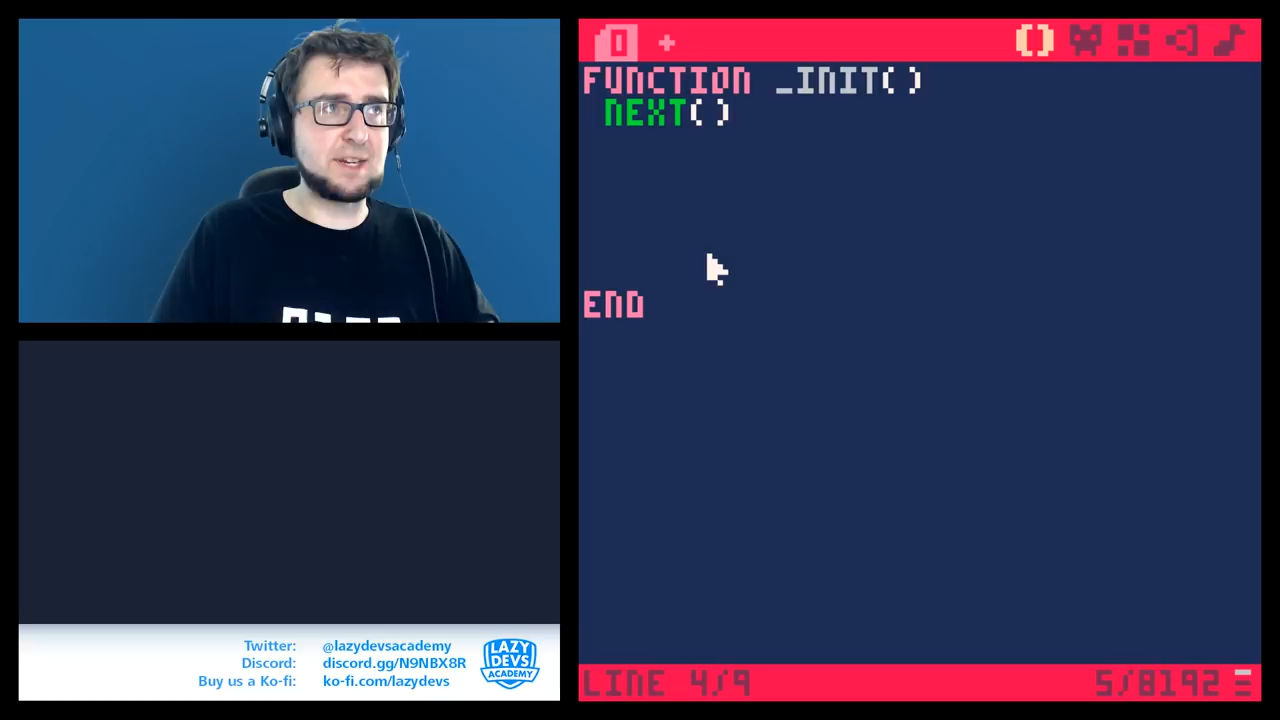 FUNCTION _INIT()
NEXT()
END
LINE 4/9
5/8192
Twitter: @lazydevsacademy
Discord: discord.gg/N9NBX8R
Buy us a Ko-fi: ko-fi.com/lazydevs
LAZY
DEVS
ACADEMY